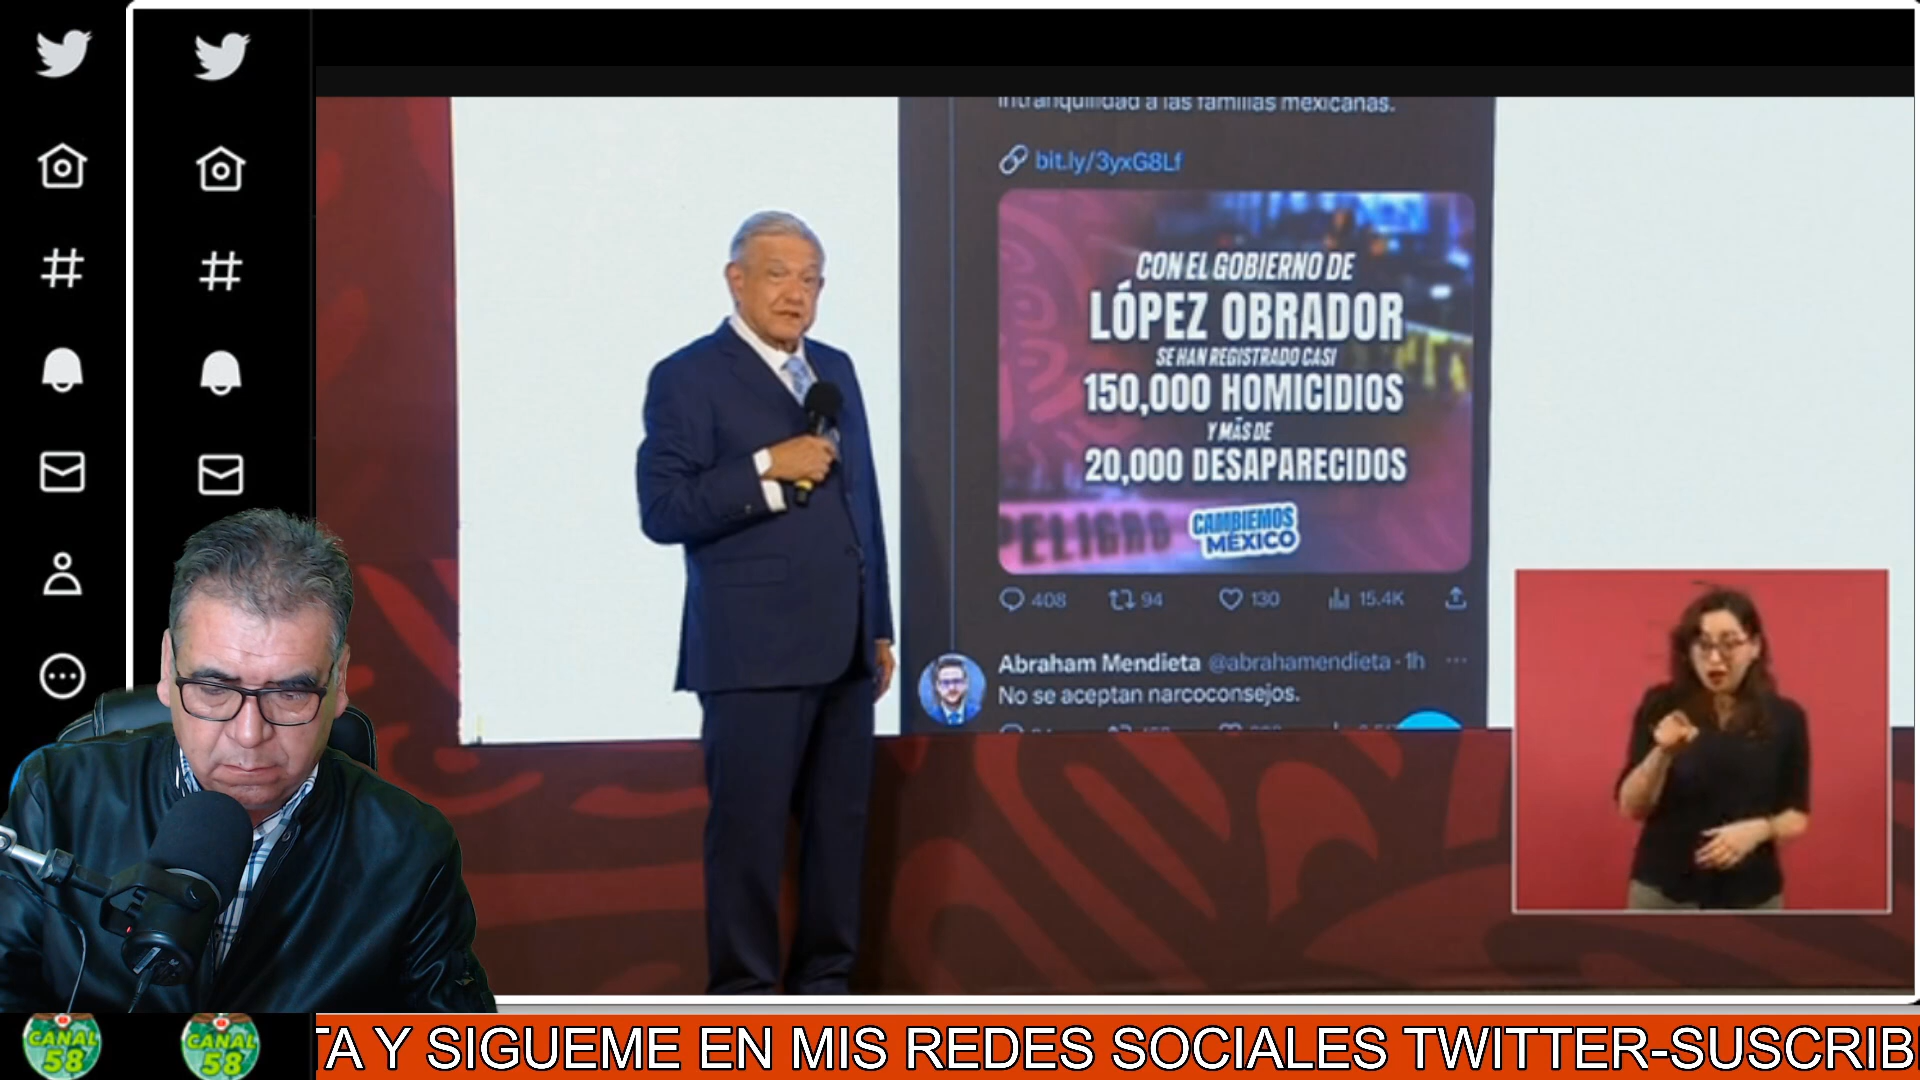 intranquilidad a las familias mexicanas.
bit.ly/3yxG8Lf
CON EL GOBIERNO DE
LÓPEZ OBRADOR
SE HAN REGISTRADO CASI
150,000 HOMICIDIOS
Y MÁS DE
20,000 DESAPARECIDOS
PELIGRO
CAMBIEMOS
MÉXICO
408 94 130 15.4K
Abraham Mendieta @abrahamendieta · 1h
No se aceptan narcoconsejos.
CANAL
58
CANAL
58
TA Y SIGUEME EN MIS REDES SOCIALES TWITTER-SUSCRIB